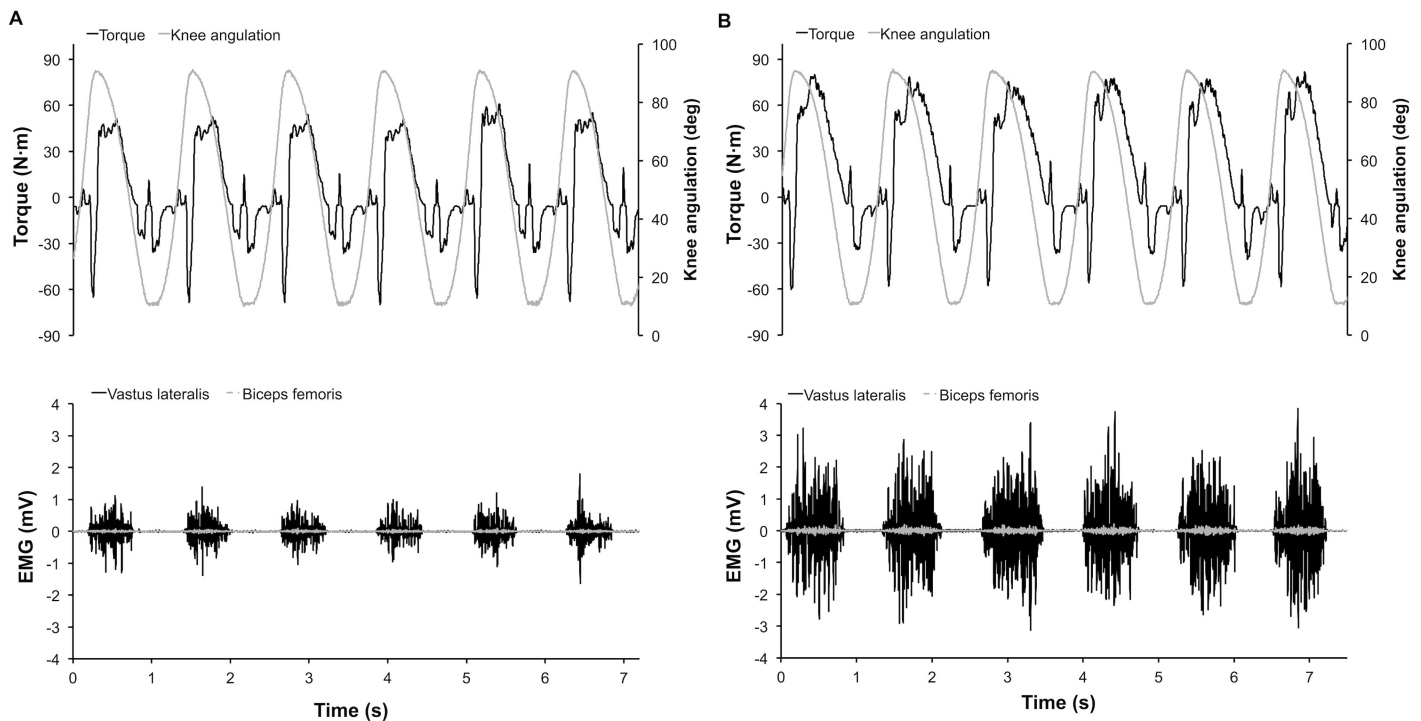 A
Torque Knee angulation
90
60
30
0
-30
-60
-90
Torque (N·m)
100
80
60
40
20
0
Knee angulation (deg)
Vastus lateralis Biceps femoris
4
3
2
1
0
-1
-2
-3
-4
EMG (mV)
0 1 2 3 4 5 6 7
Time (s)
B
Torque Knee angulation
90
60
30
0
-30
-60
-90
Torque (N·m)
100
80
60
40
20
0
Knee angulation (deg)
Vastus lateralis Biceps femoris
4
3
2
1
0
-1
-2
-3
-4
EMG (mV)
0 1 2 3 4 5 6 7
Time (s)